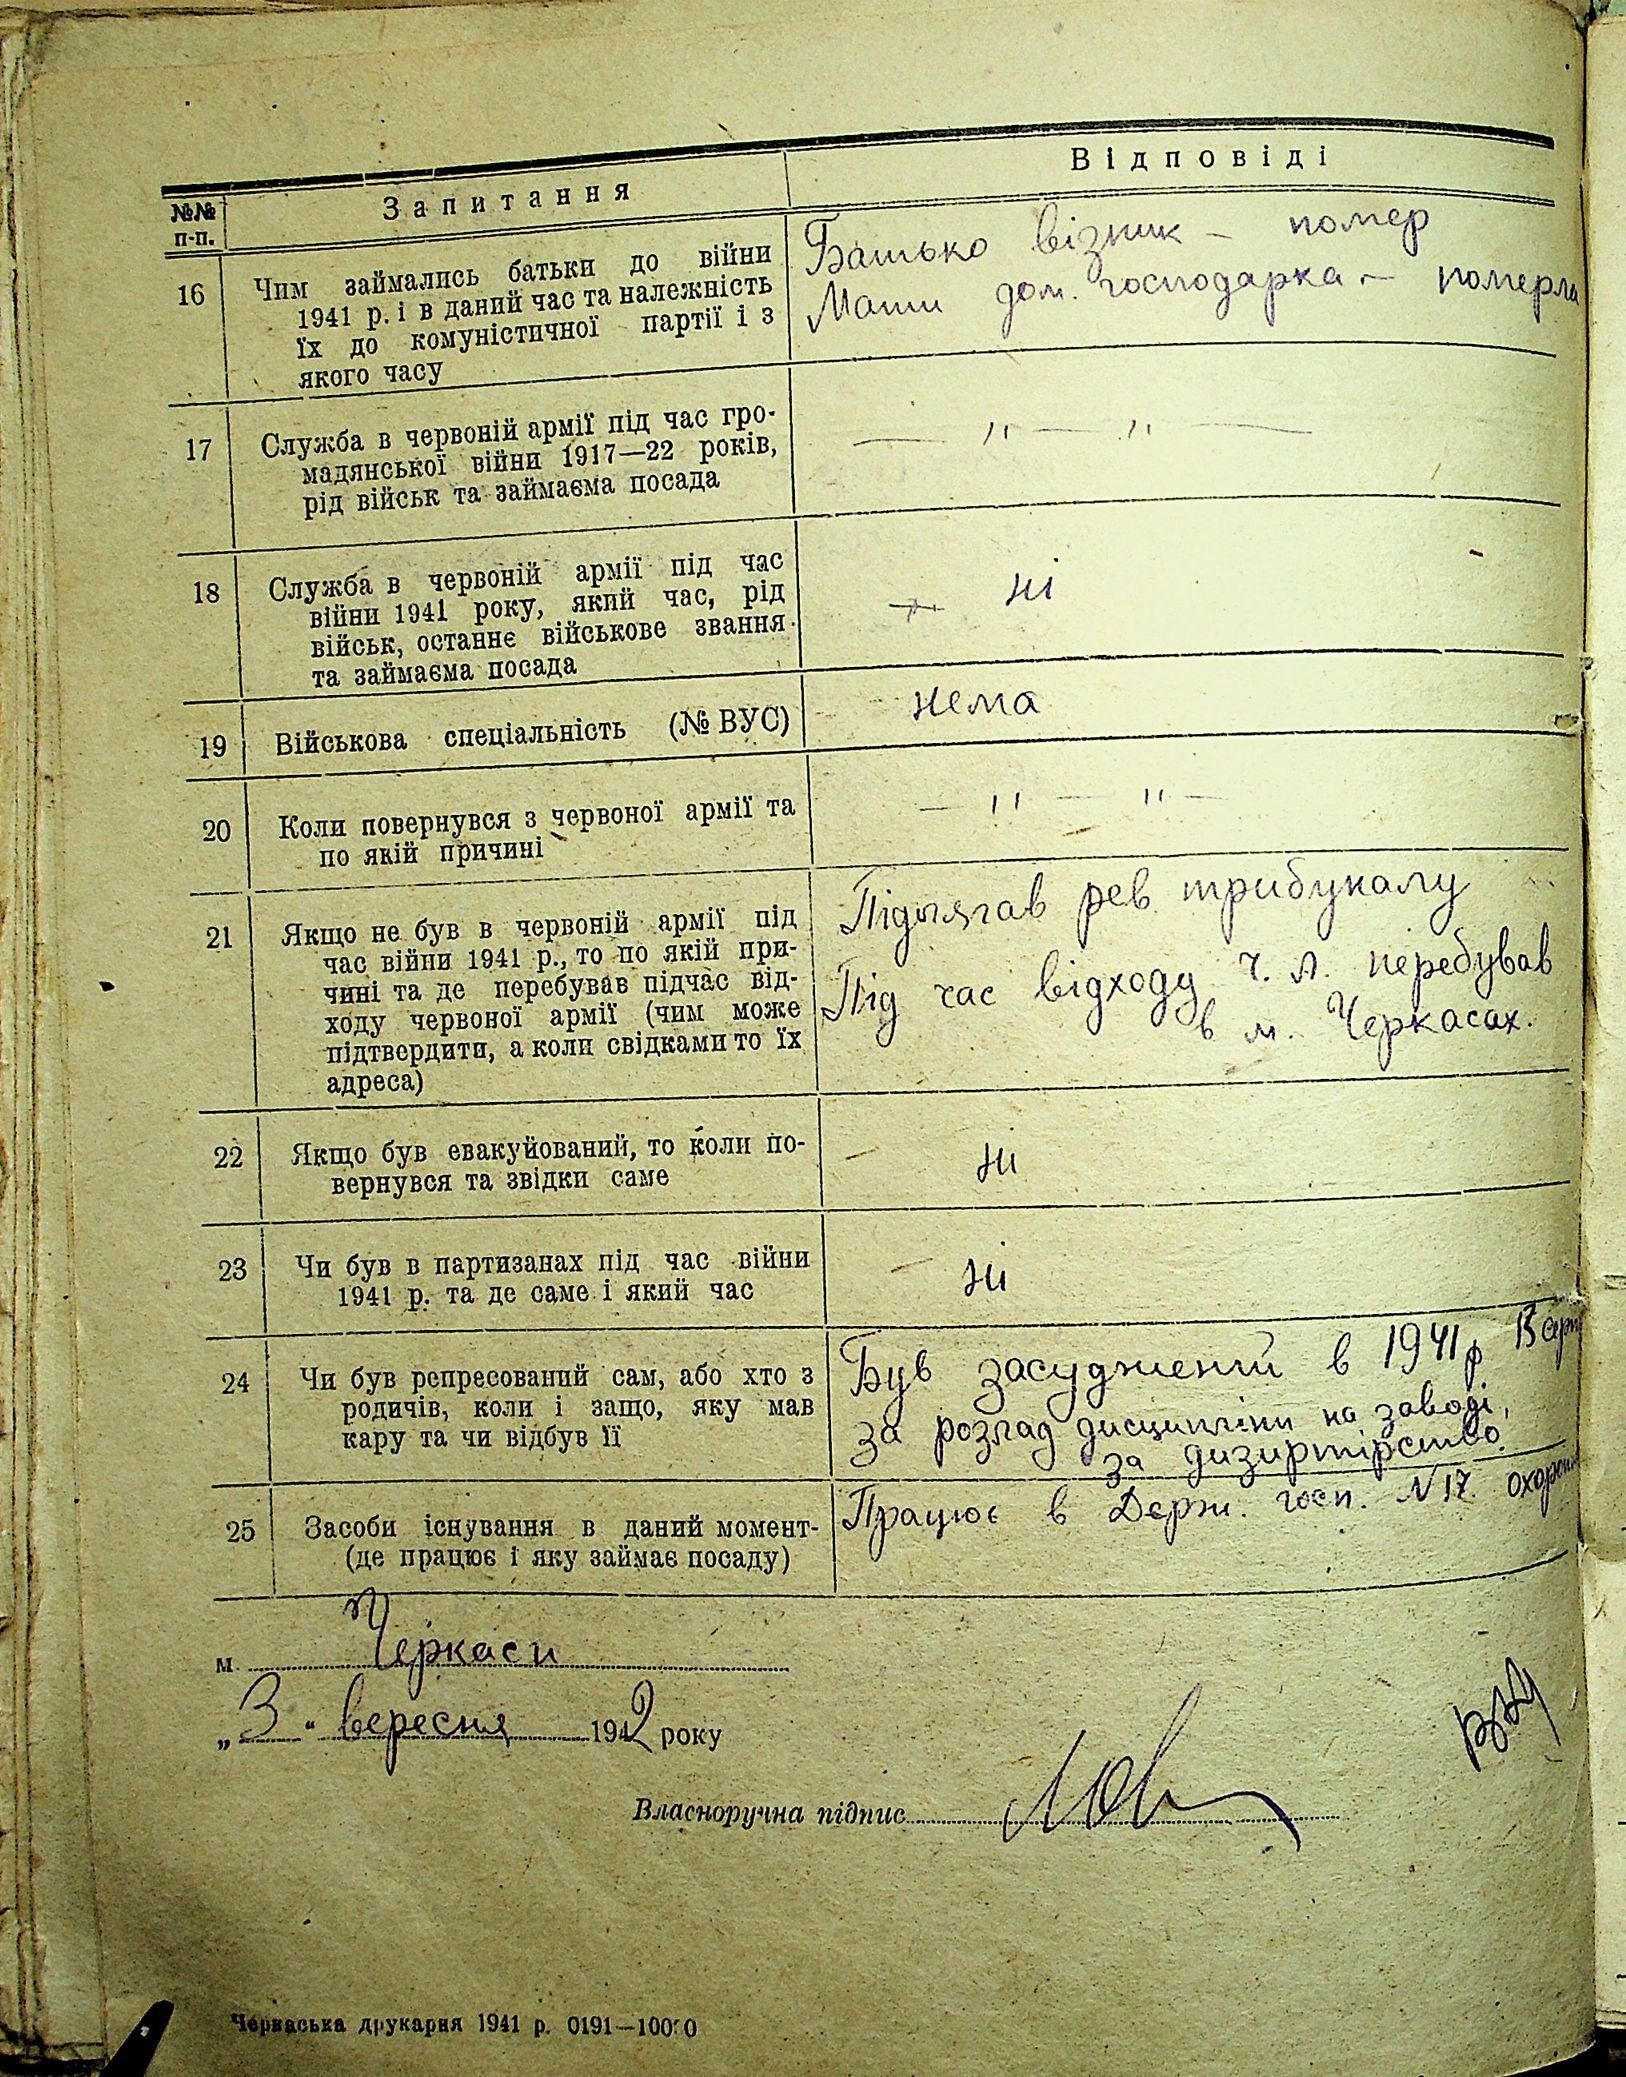 №№ п-п.
Запитання
Відповіді
16
Чим займались батьки до війни
1941 р. і в даний час та належність
їх до комуністичної партії і з
якого часу
Батько візник – помер
Мати дом. господарка – померла
17
Служба в червоній армії під час гро-
мадянської війни 1917—22 років,
рід військ та займаєма посада
— " — " —
18
Служба в червоній армії під час
війни 1941 року, який час, рід
військ, останнє військове звання
та займаєма посада
ні
19
Військова спеціальність (№ ВУС)
нема
20
Коли повернувся з червоної армії та
по якій причині
— " — " —
21
Якщо не був в червоній армії під
час війни 1941 р., то по якій при-
чині та де перебував підчас від-
ходу червоної армії (чим може
підтвердити, а коли свідками то їх
адреса)
Підлягав рев трибуналу
Під час відходу ч. А. перебував
в м. Черкасах.
22
Якщо був евакуйований, то коли по-
вернувся та звідки саме
– ні
23
Чи був в партизанах під час війни
1941 р. та де саме і який час
– ні
24
Чи був репресований сам, або хто з
родичів, коли і защо, яку мав
кару та чи відбув її
Був засуджений в 1941 р
за розлад дисципліни на заводі,
за дизиртірство.
25
Засоби існування в даний момент-
(де працює і яку займає посаду)
Працює в Держ. госп. N 17.
м. Черкаси
„3" вересня 1942 року
Власноручна підпис
Черкаська друкарня 1941 р. 0191—10000